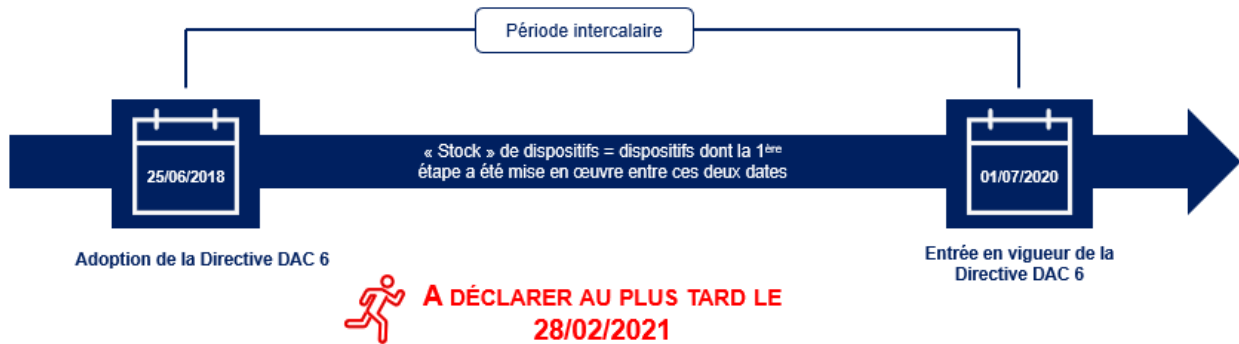 Période intercalaire
« Stock » de dispositifs = dispositifs dont la 1ère
étape a été mise en œuvre entre ces deux dates
25/06/2018
01/07/2020
Adoption de la Directive DAC 6
Entrée en vigueur de la
Directive DAC 6
A DÉCLARER AU PLUS TARD LE
28/02/2021